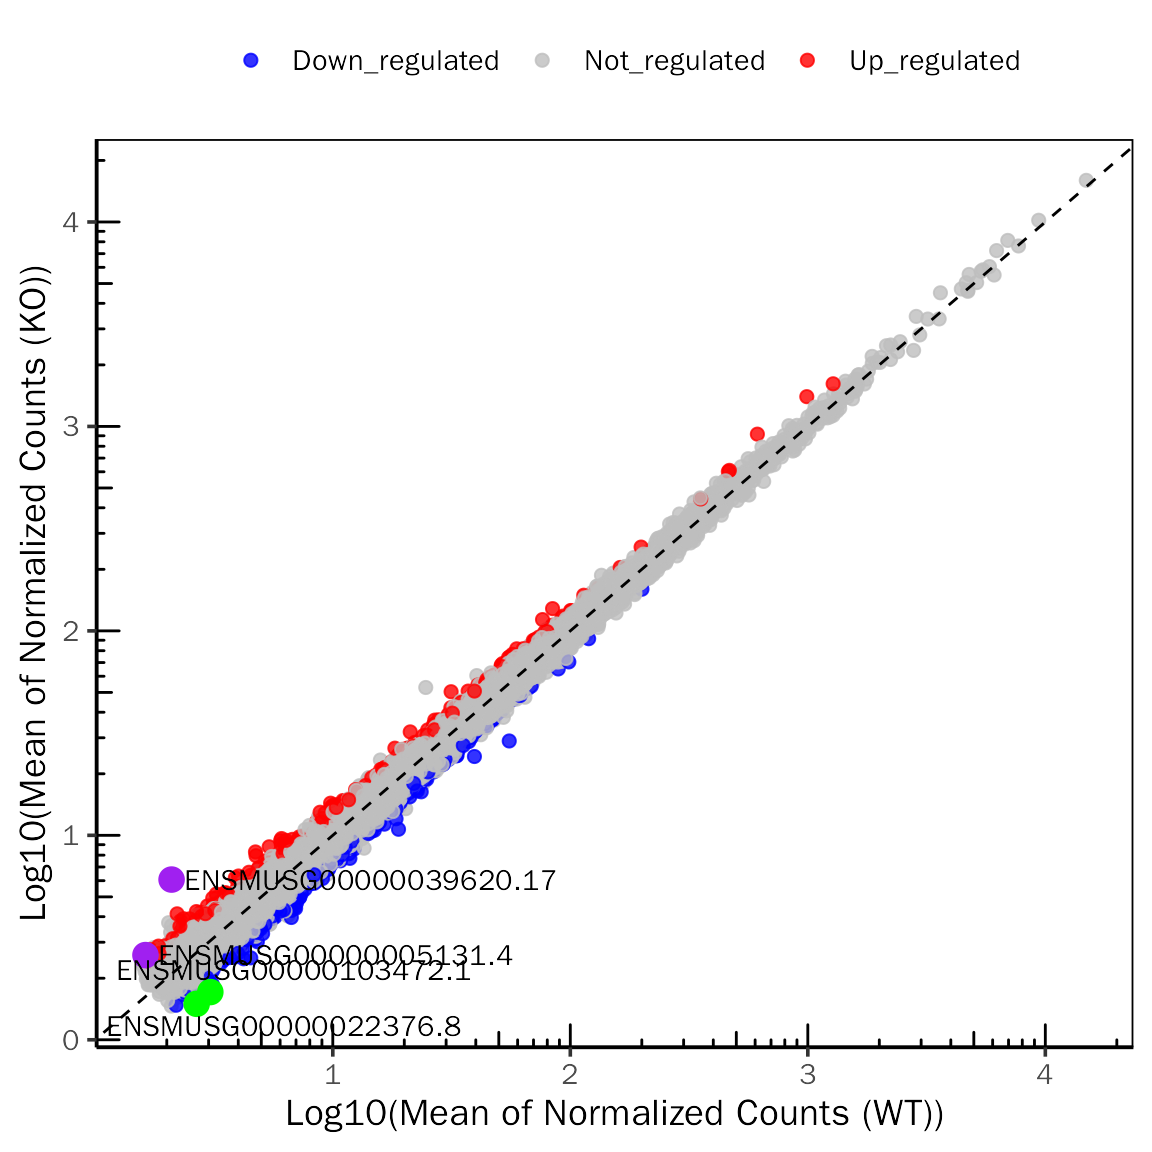 Down_regulated Not_regulated Up_regulated
Log10(Mean of Normalized Counts (KO))
4
3
2
1
0
ENSMUSG00000039620.17
ENSMUSG00000005131.4
ENSMUSG00000103472.1
ENSMUSG00000022376.8
1 2 3 4
Log10(Mean of Normalized Counts (WT))